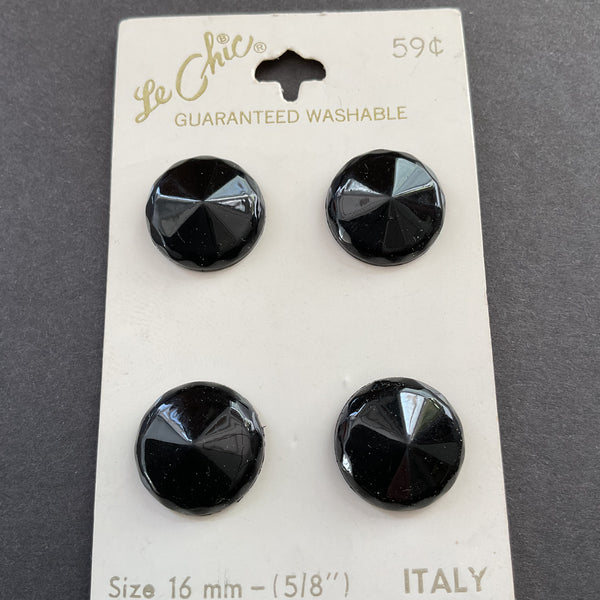 Le Chic® 59¢
GUARANTEED WASHABLE
Size 16 mm - (5/8") ITALY